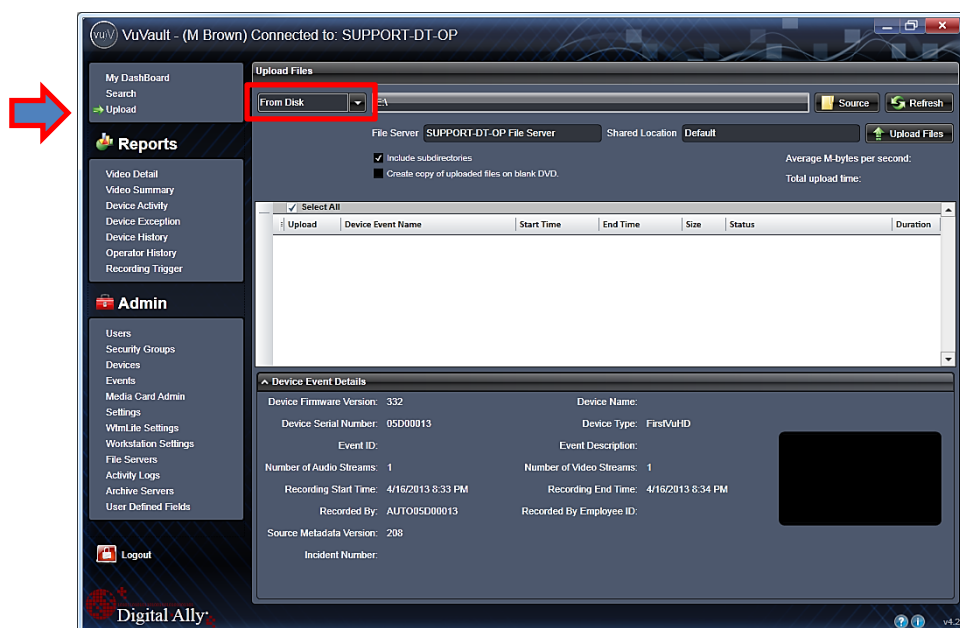 vuV VuVault - (M Brown) Connected to: SUPPORT-DT-OP
My DashBoard
Search
Upload
Reports
Video Detail
Video Summary
Device Activity
Device Exception
Device History
Operator History
Recording Trigger
Admin
Users
Security Groups
Devices
Events
Media Card Admin
Settings
WtmLite Settings
Workstation Settings
File Servers
Activity Logs
Archive Servers
User Defined Fields
Logout
Digital Ally
Upload Files
From Disk E:\ Source Refresh
File Server SUPPORT-DT-OP File Server Shared Location Default Upload Files
Include subdirectories Average M-bytes per second:
Create copy of uploaded files on blank DVD. Total upload time:
Select All
Upload Device Event Name Start Time End Time Size Status Duration
Device Event Details
Device Firmware Version: 332 Device Name:
Device Serial Number: 05D00013 Device Type: FirstVuHD
Event ID: Event Description:
Number of Audio Streams: 1 Number of Video Streams: 1
Recording Start Time: 4/16/2013 8:33 PM Recording End Time: 4/16/2013 8:34 PM
Recorded By: AUTO05D00013 Recorded By Employee ID:
Source Metadata Version: 208
Incident Number:
v4.2